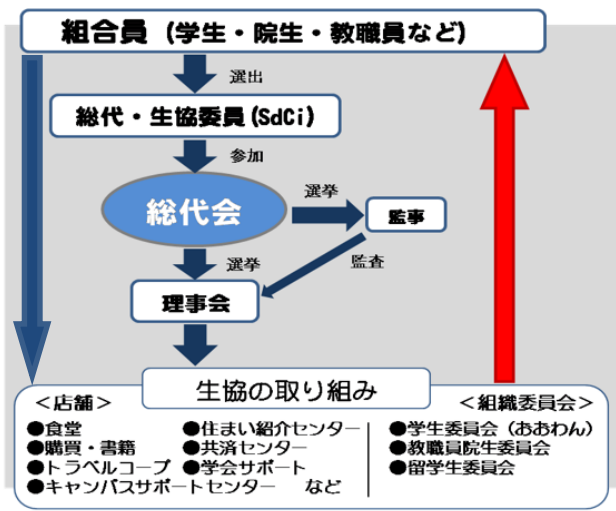 組合員（学生・院生・教職員など）
選出
総代・生協委員(SdCi)
参加
総代会
選挙
監事
選挙
監査
理事会
生協の取り組み
＜店舗＞
●食堂
●住まい紹介センター
●購買・書籍
●共済センター
●トラベルコープ
●学会サポート
●キャンパスサポートセンター　など
＜組織委員会＞
●学生委員会（おおわん）
●教職員院生委員会
●留学生委員会